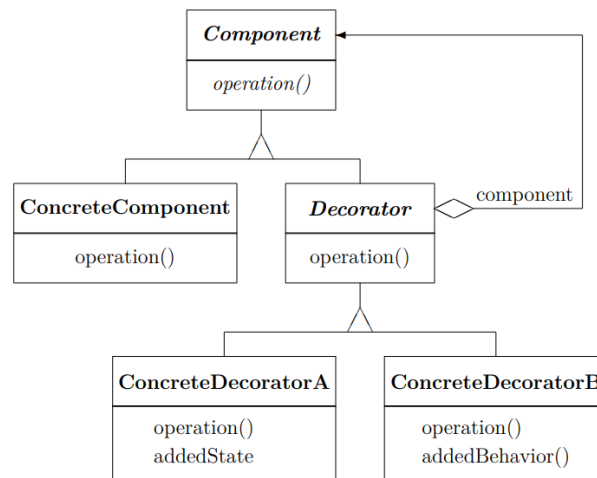 Component
operation()
component
ConcreteComponent
operation()
Decorator
operation()
ConcreteDecoratorA
operation()
addedState
ConcreteDecoratorB
operation()
addedBehavior()